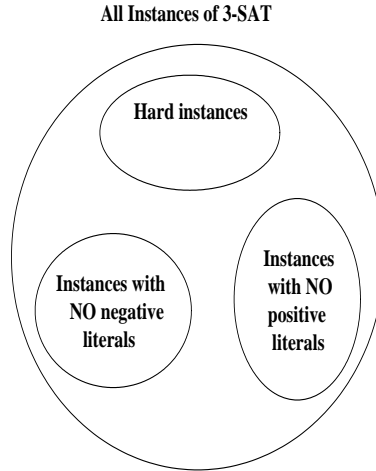 All Instances of 3-SAT
Hard instances
Instances with
NO negative
literals
Instances
with NO
positive
literals